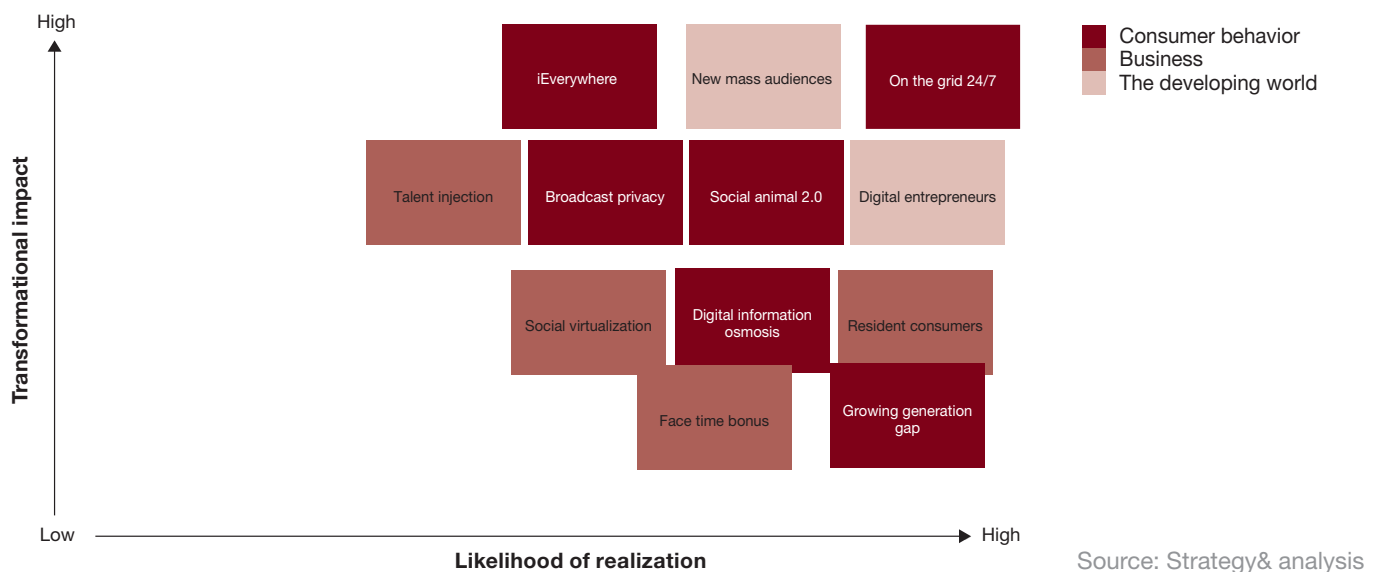 High
Consumer behavior
Business
The developing world
iEverywhere
New mass audiences
On the grid 24/7
Talent injection
Broadcast privacy
Social animal 2.0
Digital entrepreneurs
Transformational impact
Social virtualization
Digital information
osmosis
Resident consumers
Face time bonus
Growing generation
gap
Low
High
Likelihood of realization
Source: Strategy& analysis